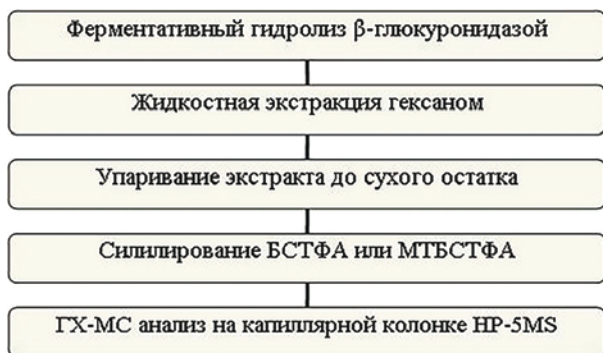 Ферментативный гидролиз β-глюкуронидазой
Жидкостная экстракция гексаном
Упаривание экстракта до сухого остатка
Силилирование БСТФА или МТБСТФА
ГХ-МС анализ на капиллярной колонке HP-5MS